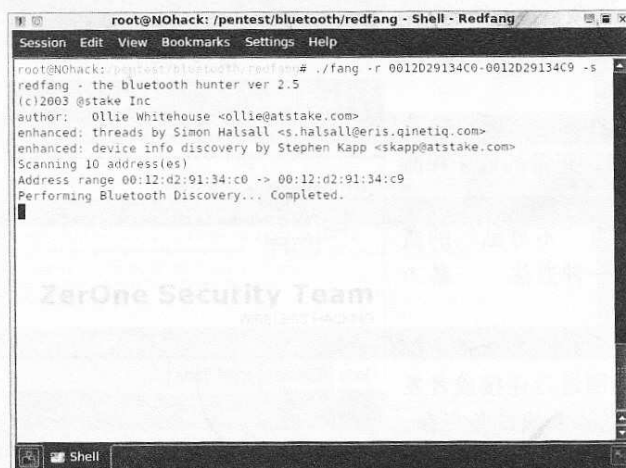 root@NOhack: /pentest/bluetooth/redfang - Shell - Redfang
Session Edit View Bookmarks Settings Help
root@NOhack:/pentest/bluetooth/redfang# ./fang -r 0012D29134C0-0012D29134C9 -s
redfang - the bluetooth hunter ver 2.5
(c)2003 @stake Inc
author: Ollie Whitehouse <ollie@atstake.com>
enhanced: threads by Simon Halsall <s.halsall@eris.qinetiq.com>
enhanced: device info discovery by Stephen Kapp <skapp@atstake.com>
Scanning 10 address(es)
Address range 00:12:d2:91:34:c0 -> 00:12:d2:91:34:c9
Performing Bluetooth Discovery... Completed.
ZerOne Security Team
Shell